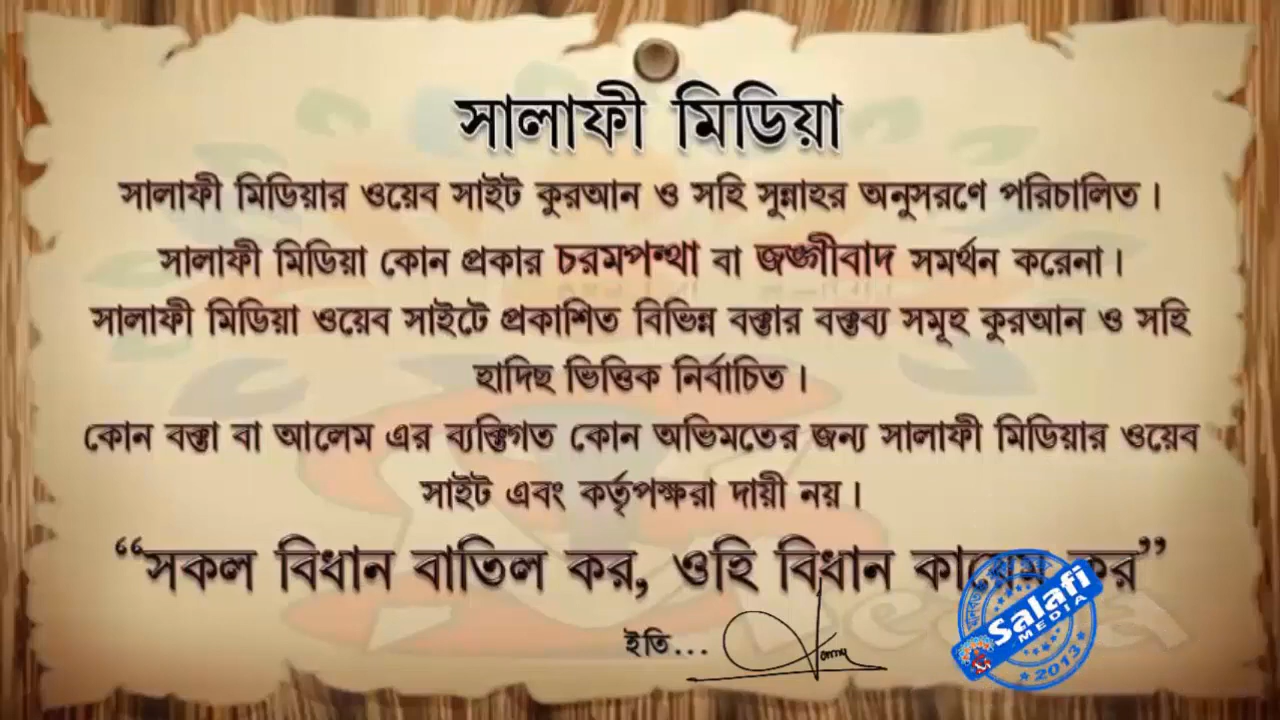 সালাফী মিডিয়া
সালাফী মিডিয়ার ওয়েব সাইট কুরআন ও সহি সুন্নাহর অনুসরণে পরিচালিত।
সালাফী মিডিয়া কোন প্রকার চরমপন্থা বা জঙ্গীবাদ সমর্থন করেনা।
সালাফী মিডিয়া ওয়েব সাইটে প্রকাশিত বিভিন্ন বক্তার বক্তব্য সমূহ কুরআন ও সহি
হাদিছ ভিত্তিক নির্বাচিত।
কোন বক্তা বা আলেম এর ব্যক্তিগত কোন অভিমতের জন্য সালাফী মিডিয়ার ওয়েব
সাইট এবং কর্তৃপক্ষরা দায়ী নয়।
“সকল বিধান বাতিল কর, ওহি বিধান কায়েম কর”
ইতি...
Salafi
MEDIA
2013